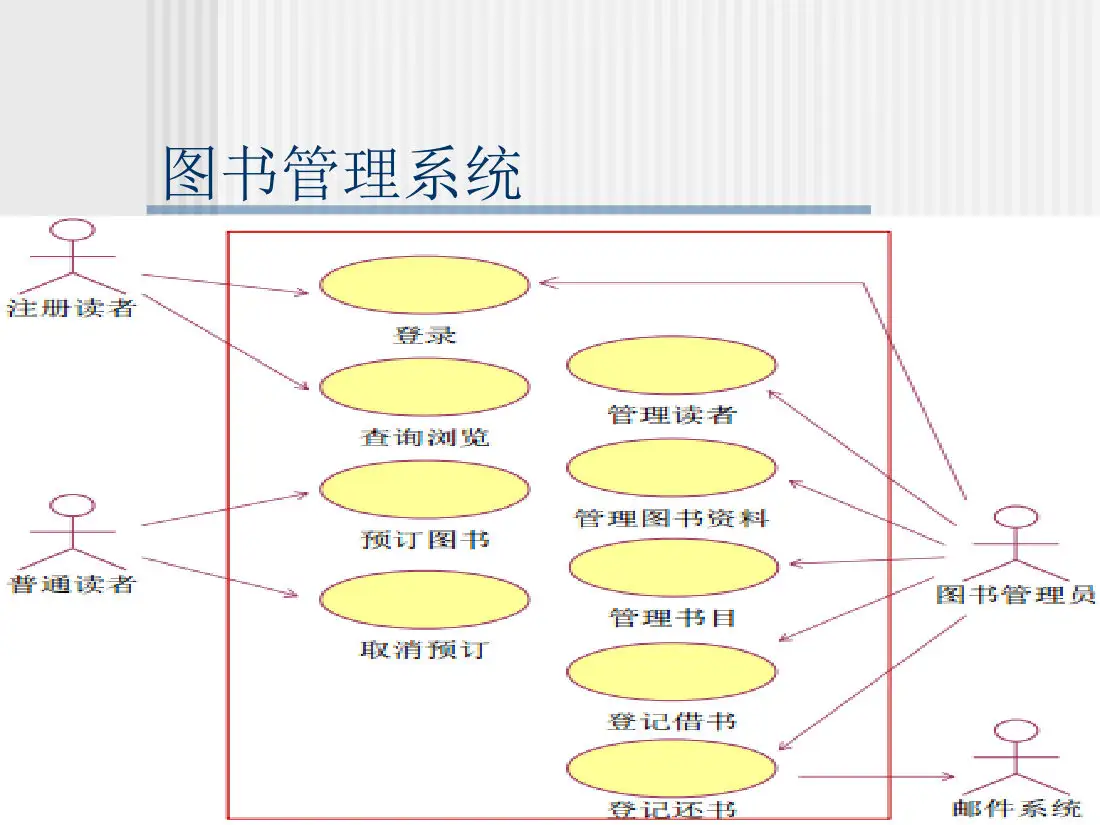 图书管理系统
注册读者
登录
管理读者
查询浏览
管理图书资料
预订图书
普通读者
图书管理员
管理书目
取消预订
登记借书
登记还书
邮件系统